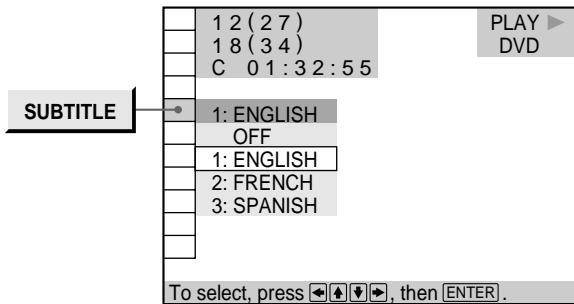 12(27)
18(34)
C 01:32:55
PLAY
DVD
SUBTITLE
1: ENGLISH
OFF
1: ENGLISH
2: FRENCH
3: SPANISH
To select, press ←↑↓→, then ENTER.